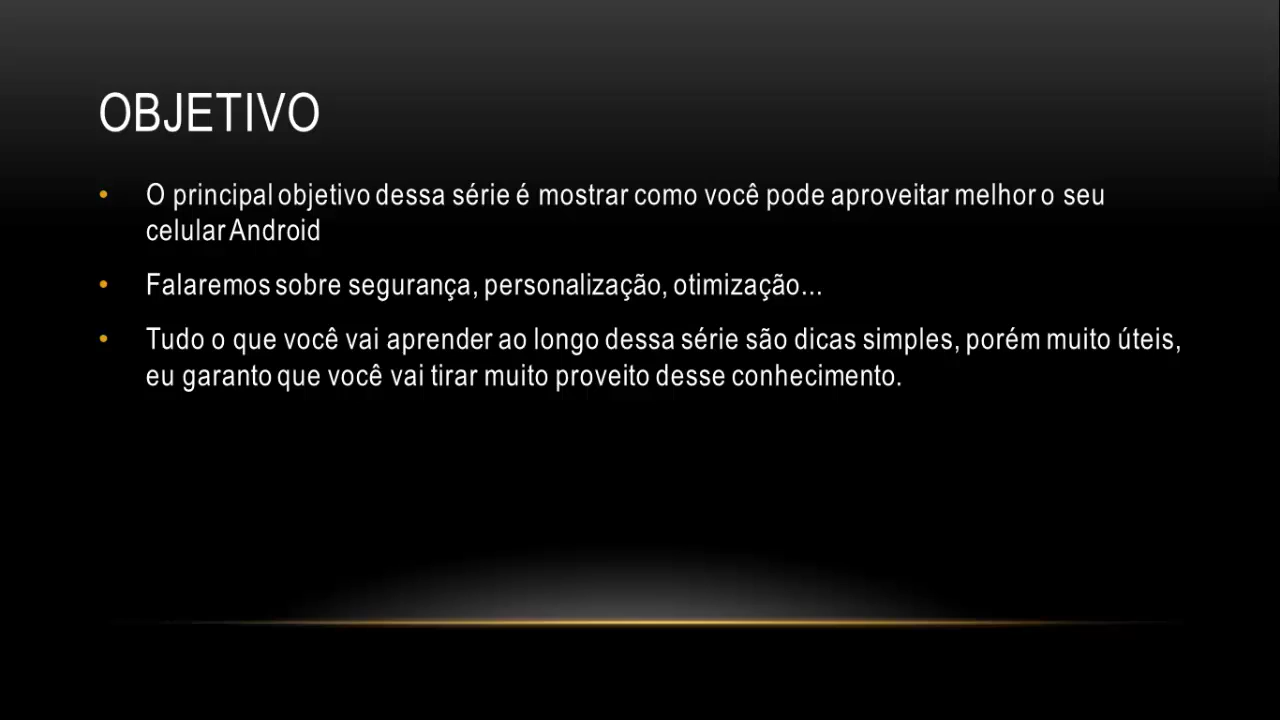 OBJETIVO
• O principal objetivo dessa série é mostrar como você pode aproveitar melhor o seu
celular Android
• Falaremos sobre segurança, personalização, otimização...
• Tudo o que você vai aprender ao longo dessa série são dicas simples, porém muito úteis,
eu garanto que você vai tirar muito proveito desse conhecimento.